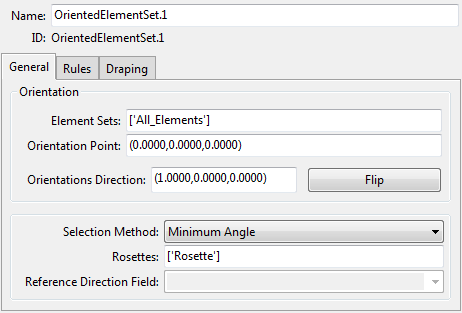 Name: OrientedElementSet.1
ID: OrientedElementSet.1
General Rules Draping
Orientation
Element Sets: ['All_Elements']
Orientation Point: (0.0000,0.0000,0.0000)
Orientations Direction: (1.0000,0.0000,0.0000) Flip
Selection Method: Minimum Angle
Rosettes: ['Rosette']
Reference Direction Field: